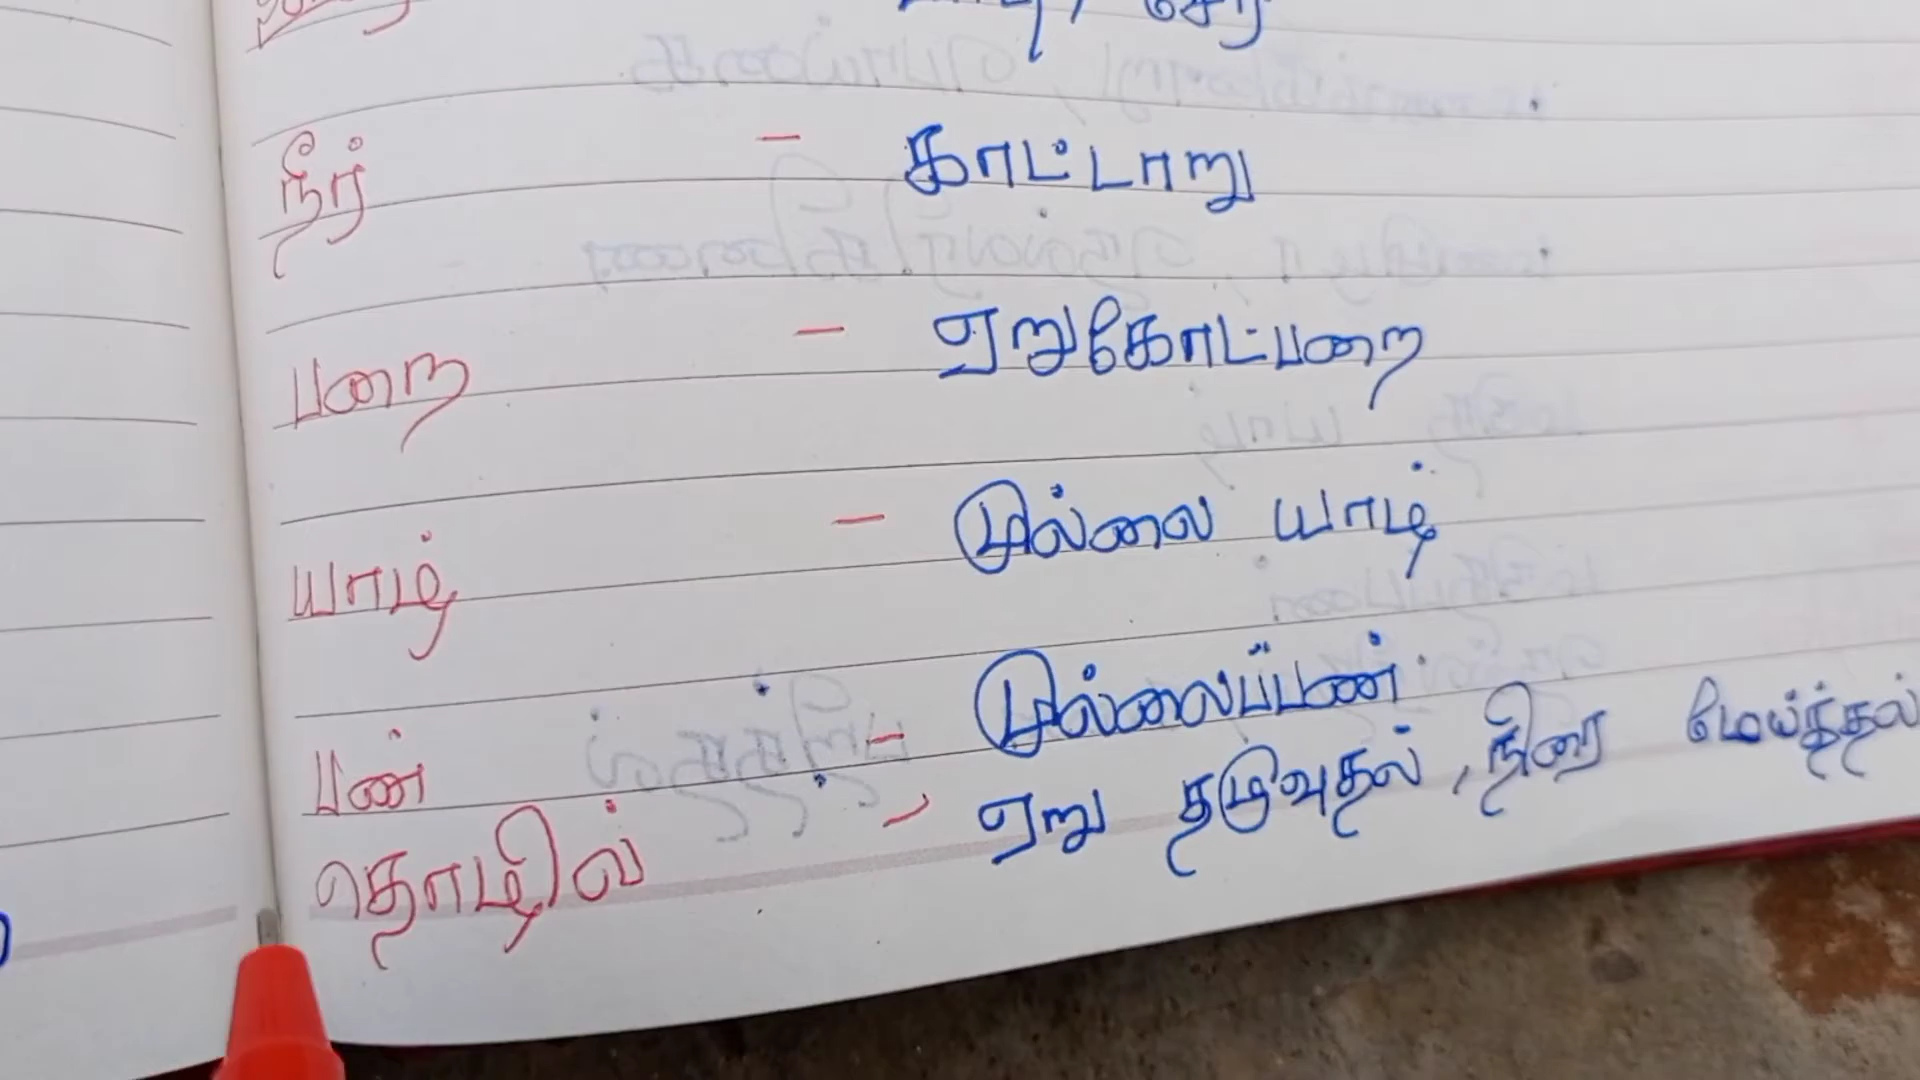 நீர் - காட்டாறு
பறை - ஏறுகோட்பறை
யாழ் - முல்லை யாழ்
பண் - முல்லைப்பண்
தொழில் - ஏறு தழுவுதல், நிரை மேய்த்தல்